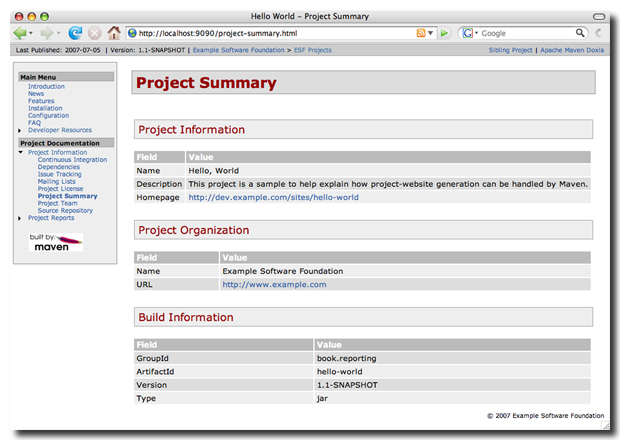 Hello World – Project Summary
http://localhost:9090/project-summary.html
G Google
Last Published: 2007-07-05 | Version: 1.1-SNAPSHOT | Example Software Foundation > ESF Projects
Sibling Project | Apache Maven Doxia
Main Menu
Introduction
News
Features
Installation
Configuration
FAQ
Developer Resources
Project Documentation
Project Information
Continuous Integration
Dependencies
Issue Tracking
Mailing Lists
Project License
Project Summary
Project Team
Source Repository
Project Reports
built by:
maven
Project Summary
Project Information
Field Value
Name Hello, World
Description This project is a sample to help explain how project-website generation can be handled by Maven.
Homepage http://dev.example.com/sites/hello-world
Project Organization
Field Value
Name Example Software Foundation
URL http://www.example.com
Build Information
Field Value
GroupId book.reporting
ArtifactId hello-world
Version 1.1-SNAPSHOT
Type jar
© 2007 Example Software Foundation